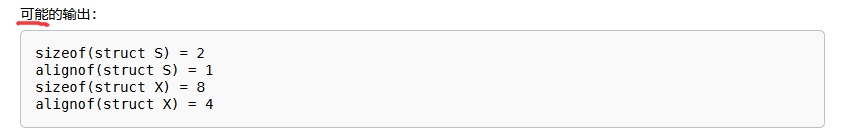 可能的输出：
sizeof(struct S) = 2
alignof(struct S) = 1
sizeof(struct X) = 8
alignof(struct X) = 4